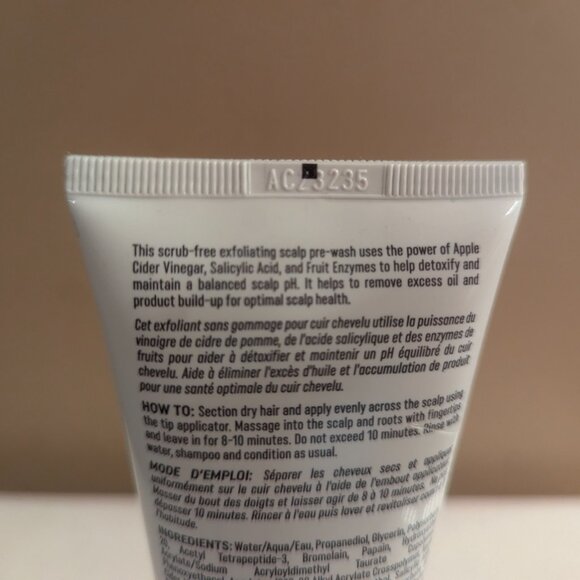 AC23235
This scrub-free exfoliating scalp pre-wash uses the power of Apple
Cider Vinegar, Salicylic Acid, and Fruit Enzymes to help detoxify and
maintain a balanced scalp pH. It helps to remove excess oil and
product build-up for optimal scalp health.
Cet exfoliant sans gommage pour cuir chevelu utilise la puissance du
vinaigre de cidre de pomme, de l'acide salicylique et des enzymes de
fruits pour aider à détoxifier et maintenir un pH équilibré du cuir
chevelu. Aide à éliminer l'excès d'huile et l'accumulation de produit
pour une santé optimale du cuir chevelu.
HOW TO: Section dry hair and apply evenly across the scalp using
the tip applicator. Massage into the scalp and roots with fingertips
and leave in for 8-10 minutes. Do not exceed 10 minutes. Rinse with
water, shampoo and condition as usual.
MODE D'EMPLOI: Séparer les cheveux secs et appliquer
uniformément sur le cuir chevelu à l'aide de l'embout
Masser du bout des doigts et laisser agir de 8 à 10 minutes. Ne
dépasser 10 minutes. Rincer à l'eau puis laver et revitaliser
l'habitude.
INGREDIENTS: Water/Aqua/Eau, Propanediol, Glycerin,
20, Acetyl Tetrapeptide-3, Bromelain, Papain,
Acrylate/Sodium Acryloyldimethyl Taurate
Alkyl Acrylate